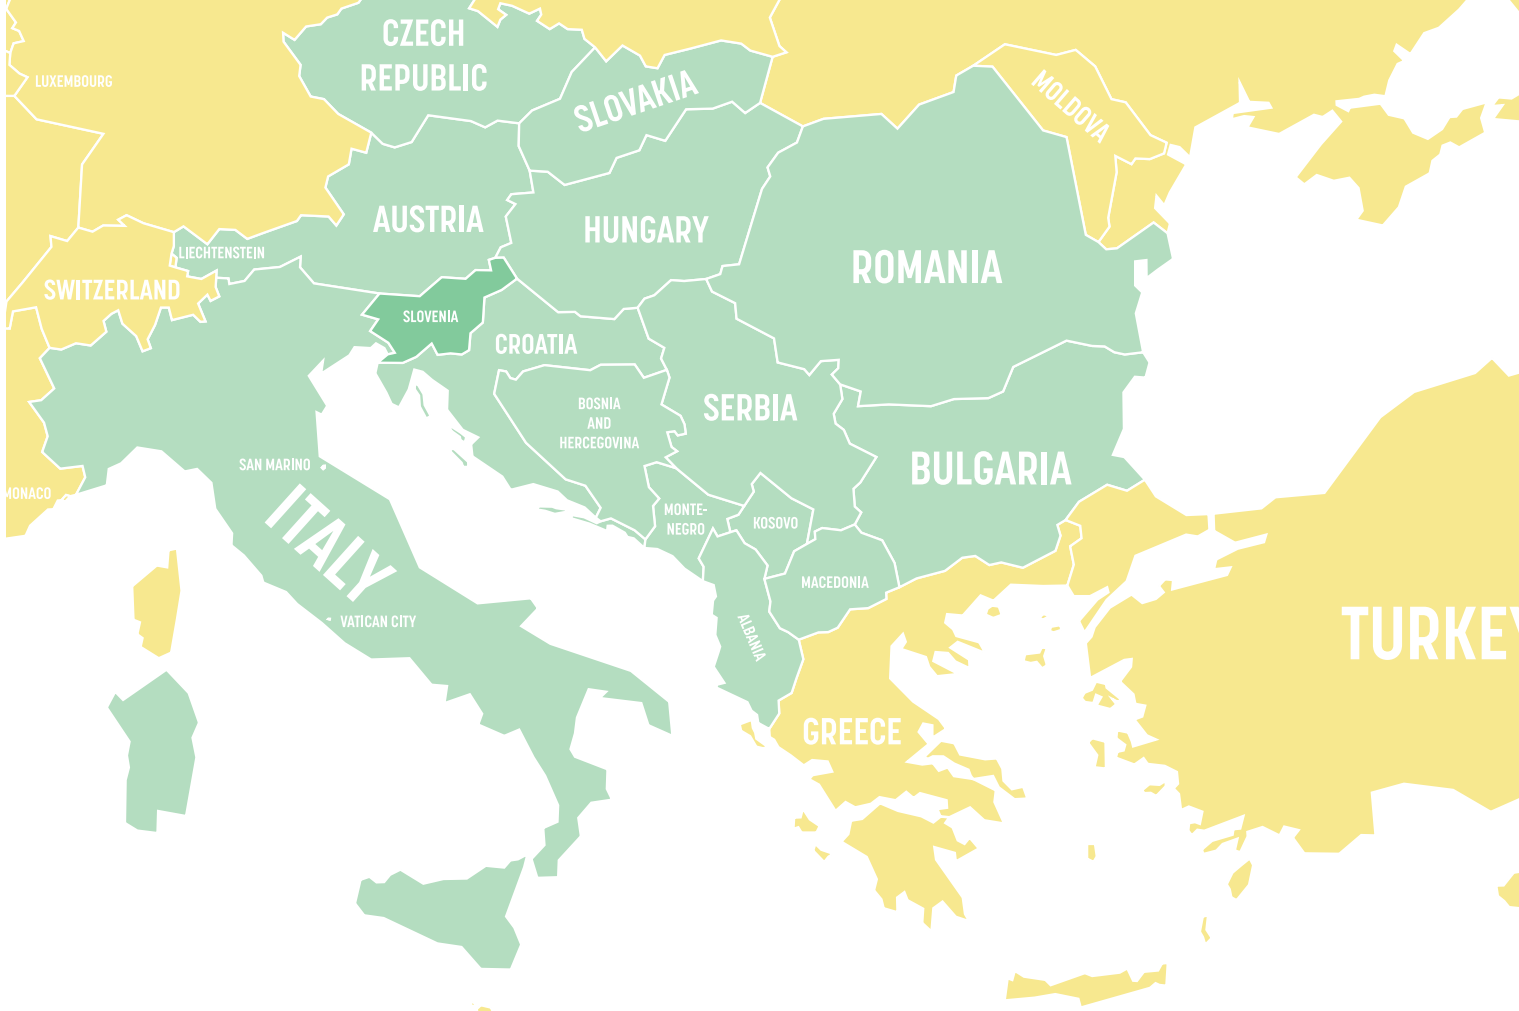 CZECH
REPUBLIC
LUXEMBOURG
SLOVAKIA
MOLDOVA
AUSTRIA
HUNGARY
LIECHTENSTEIN
ROMANIA
SWITZERLAND
SLOVENIA
CROATIA
BOSNIA
AND
HERCEGOVINA
SERBIA
BULGARIA
SAN MARINO
MONACO
ITALY
MONTE-
NEGRO
KOSOVO
MACEDONIA
VATICAN CITY
ALBANIA
TURKEY
GREECE